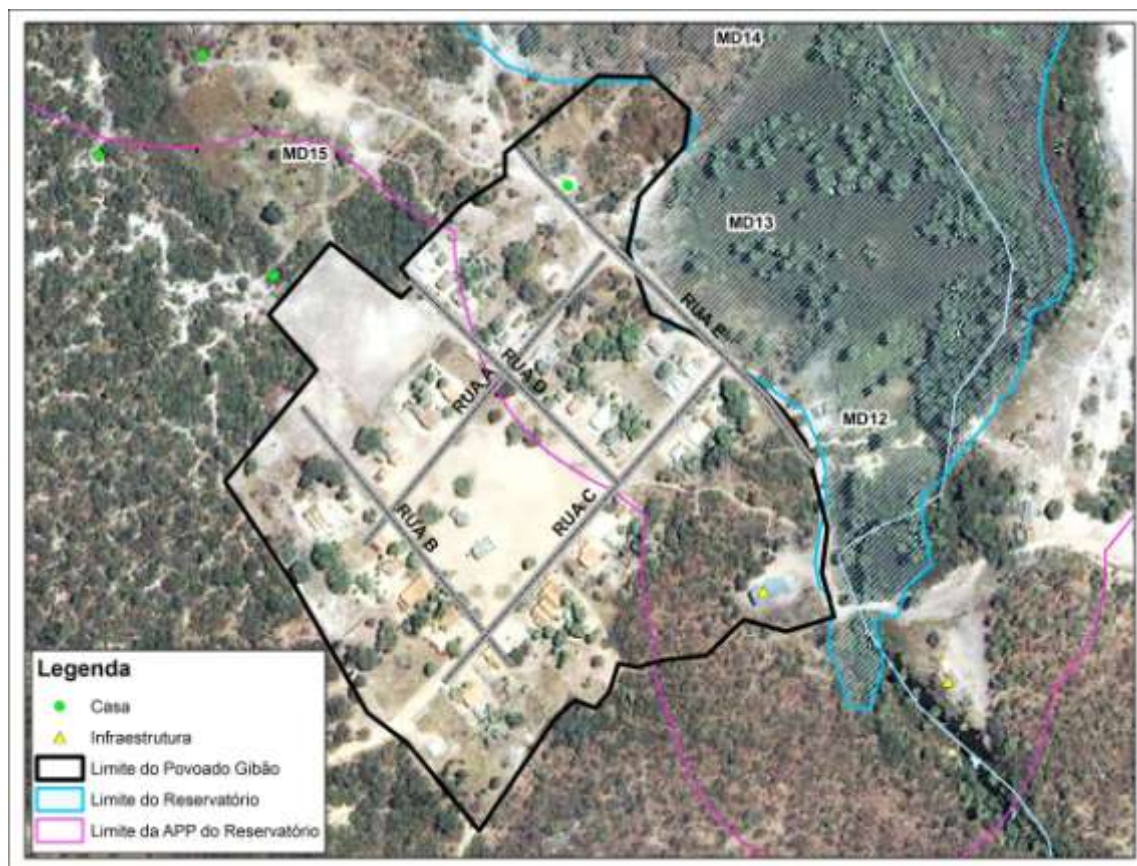 MD14
MD15
MD13
RUA E
RUA A
RUA D
MD12
RUA B
RUA C
Legenda
Casa
Infraestrutura
Limite do Povoado Gibão
Limite do Reservatório
Limite da APP do Reservatório